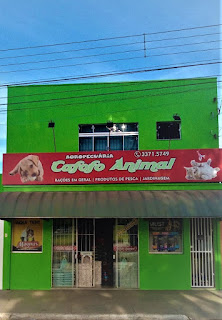 AGROPECUÁRIA 3371.5749
Cafofo Animal
RAÇÕES EM GERAL | PRODUTOS DE PESCA | JARDINAGEM